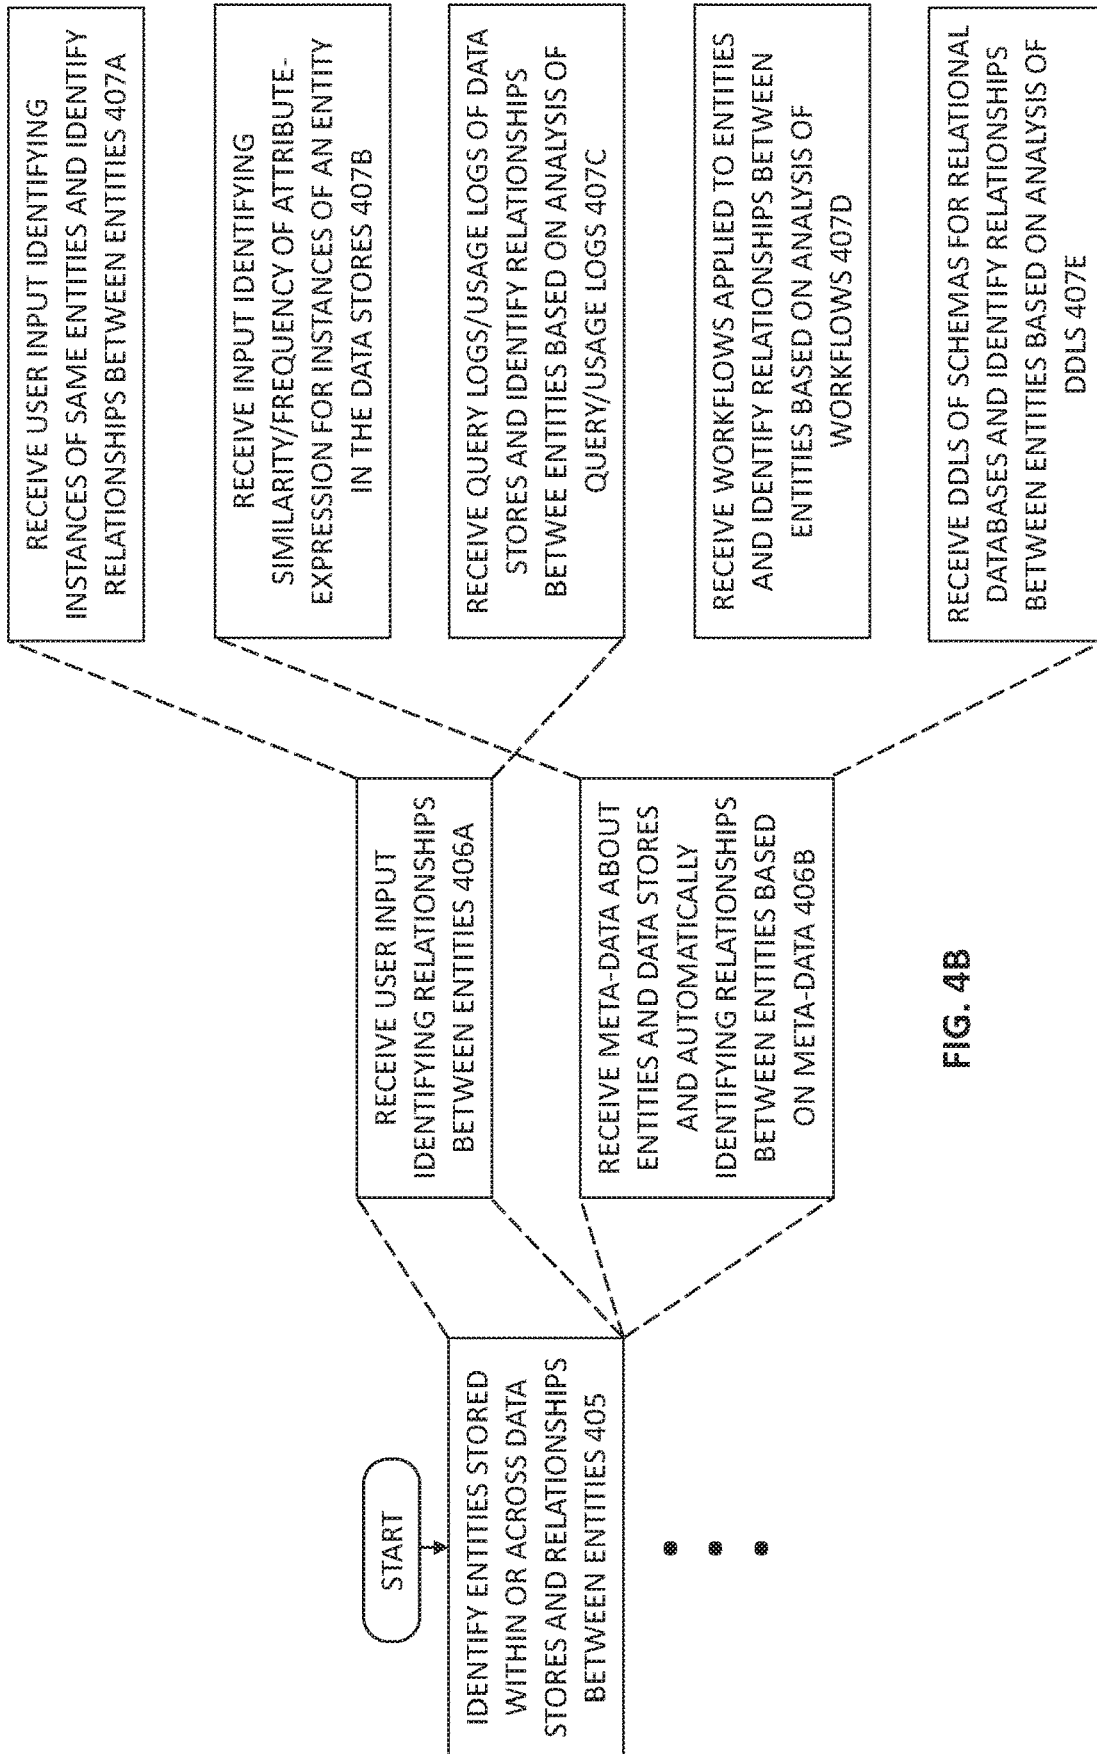 START
IDENTIFY ENTITIES STORED
WITHIN OR ACROSS DATA
STORES AND RELATIONSHIPS
BETWEEN ENTITIES 405
RECEIVE USER INPUT
IDENTIFYING RELATIONSHIPS
BETWEEN ENTITIES 406A
RECEIVE META-DATA ABOUT
ENTITIES AND DATA STORES
AND AUTOMATICALLY
IDENTIFYING RELATIONSHIPS
BETWEEN ENTITIES BASED
ON META-DATA 406B
RECEIVE USER INPUT IDENTIFYING
INSTANCES OF SAME ENTITIES AND IDENTIFY
RELATIONSHIPS BETWEEN ENTITIES 407A
RECEIVE INPUT IDENTIFYING
SIMILARITY/FREQUENCY OF ATTRIBUTE-
EXPRESSION FOR INSTANCES OF AN ENTITY
IN THE DATA STORES 407B
RECEIVE QUERY LOGS/USAGE LOGS OF DATA
STORES AND IDENTIFY RELATIONSHIPS
BETWEE ENTITIES BASED ON ANALYSIS OF
QUERY/USAGE LOGS 407C
RECEIVE WORKFLOWS APPLIED TO ENTITIES
AND IDENTIFY RELATIONSHIPS BETWEEN
ENTITIES BASED ON ANALYSIS OF
WORKFLOWS 407D
RECEIVE DDLS OF SCHEMAS FOR RELATIONAL
DATABASES AND IDENTIFY RELATIONSHIPS
BETWEEN ENTITIES BASED ON ANALYSIS OF
DDLS 407E
FIG. 4B